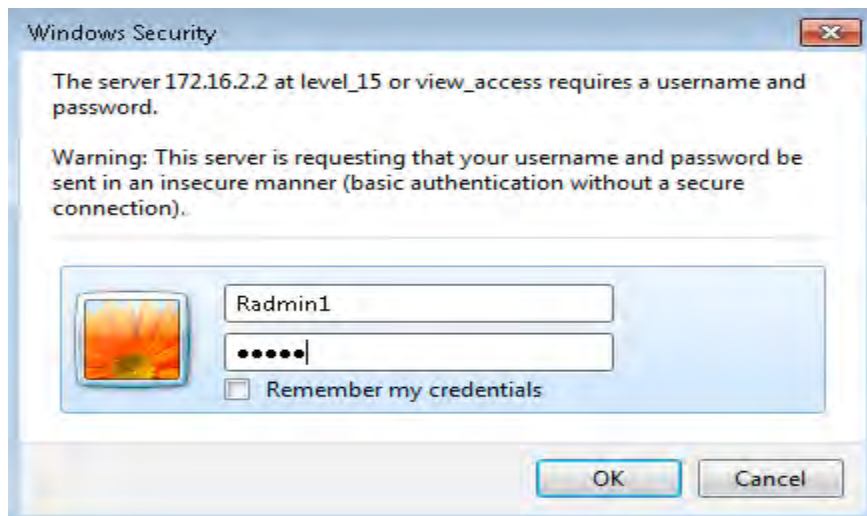 Windows Security
The server 172.16.2.2 at level_15 or view_access requires a username and
password.
Warning: This server is requesting that your username and password be
sent in an insecure manner (basic authentication without a secure
connection).
Radmin1
●●●●●
Remember my credentials
OK
Cancel